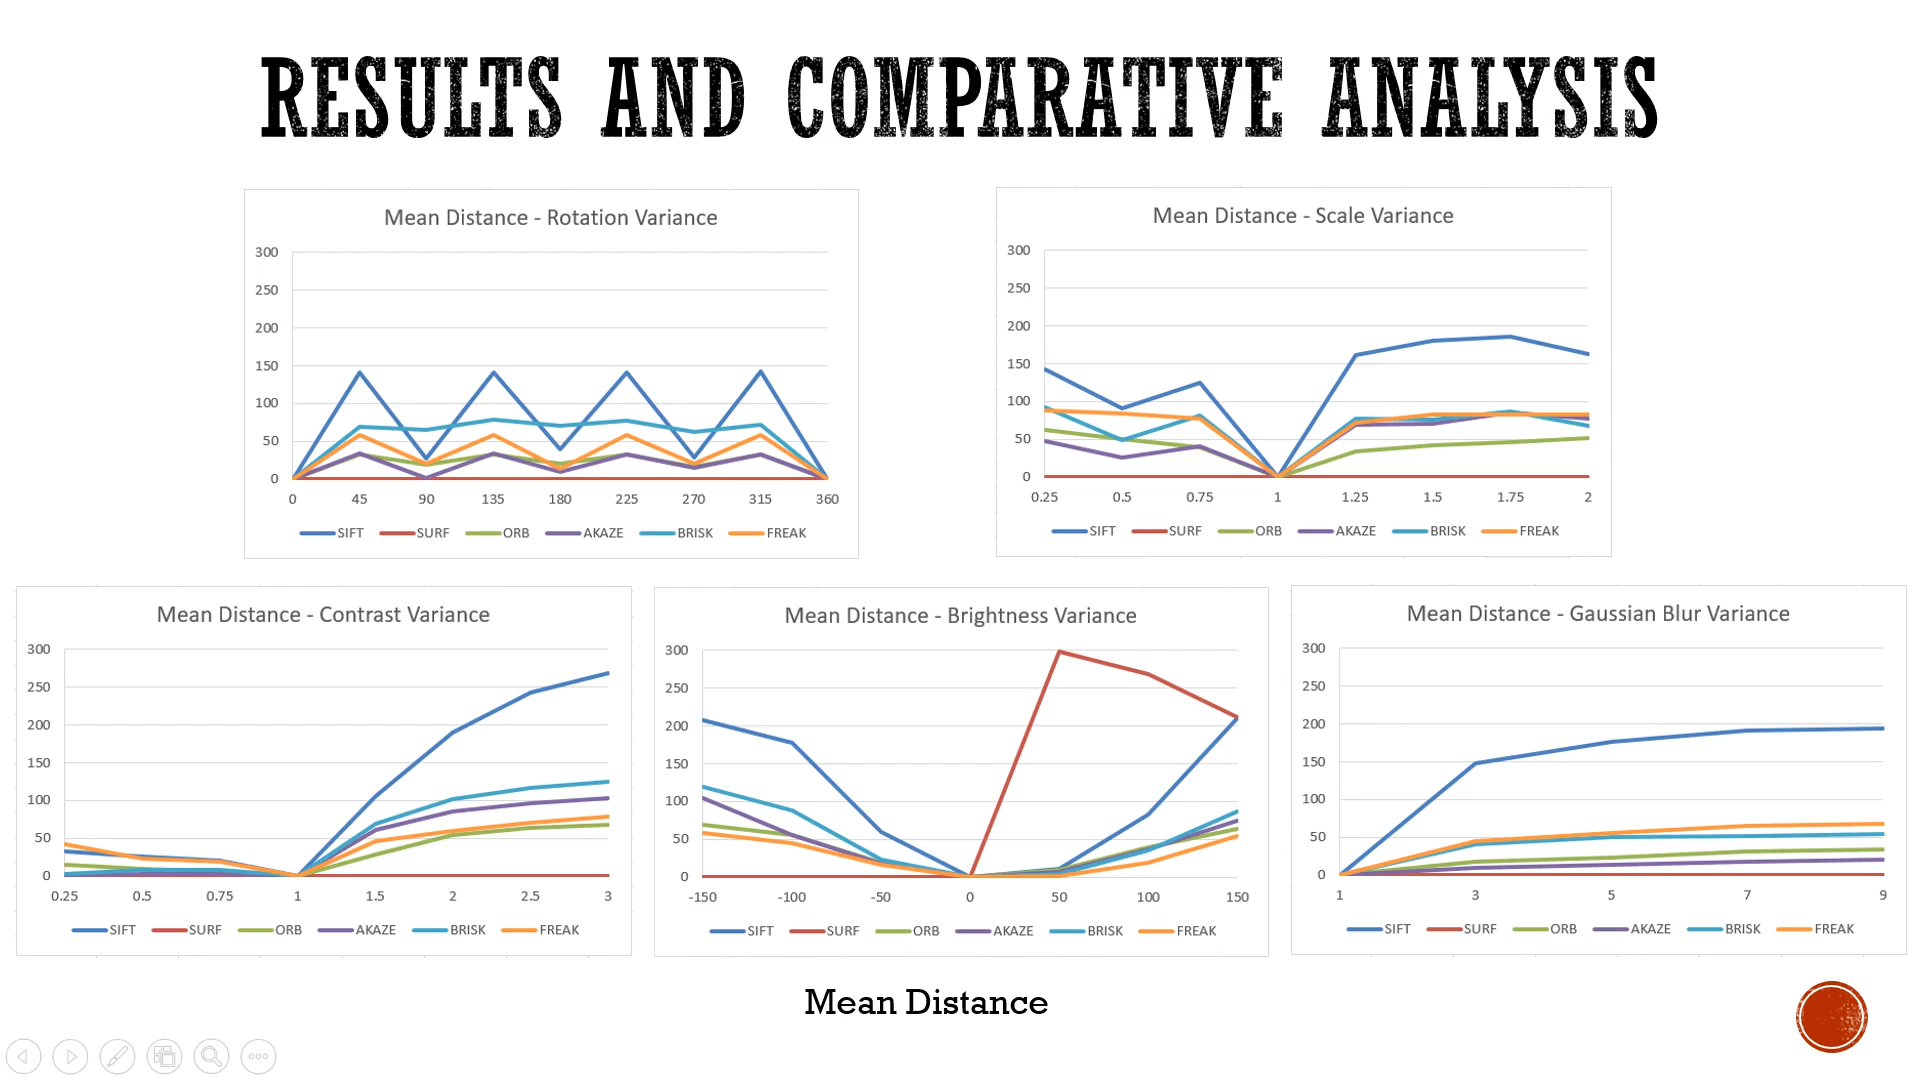 RESULTS AND COMPARATIVE ANALYSIS
Mean Distance - Rotation Variance
300
250
200
150
100
50
0
0 45 90 135 180 225 270 315 360
SIFT SURF ORB AKAZE BRISK FREAK
Mean Distance - Scale Variance
300
250
200
150
100
50
0
0.25 0.5 0.75 1 1.25 1.5 1.75 2
SIFT SURF ORB AKAZE BRISK FREAK
Mean Distance - Contrast Variance
300
250
200
150
100
50
0
0.25 0.5 0.75 1 1.5 2 2.5 3
SIFT SURF ORB AKAZE BRISK FREAK
Mean Distance - Brightness Variance
300
250
200
150
100
50
0
-150 -100 -50 0 50 100 150
SIFT SURF ORB AKAZE BRISK FREAK
Mean Distance - Gaussian Blur Variance
300
250
200
150
100
50
0
1 3 5 7 9
SIFT SURF ORB AKAZE BRISK FREAK
Mean Distance